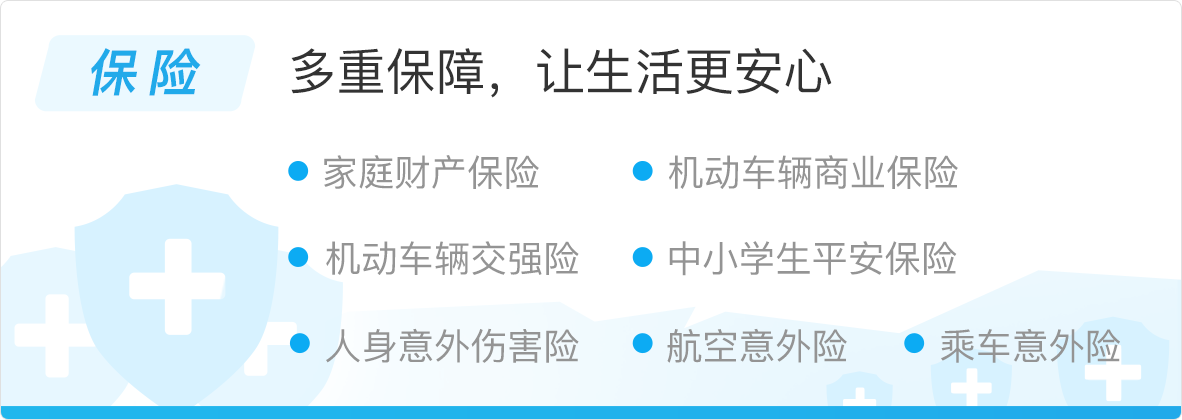 保险 多重保障，让生活更安心
家庭财产保险 机动车辆商业保险
机动车辆交强险 中小学生平安保险
人身意外伤害险 航空意外险 乘车意外险